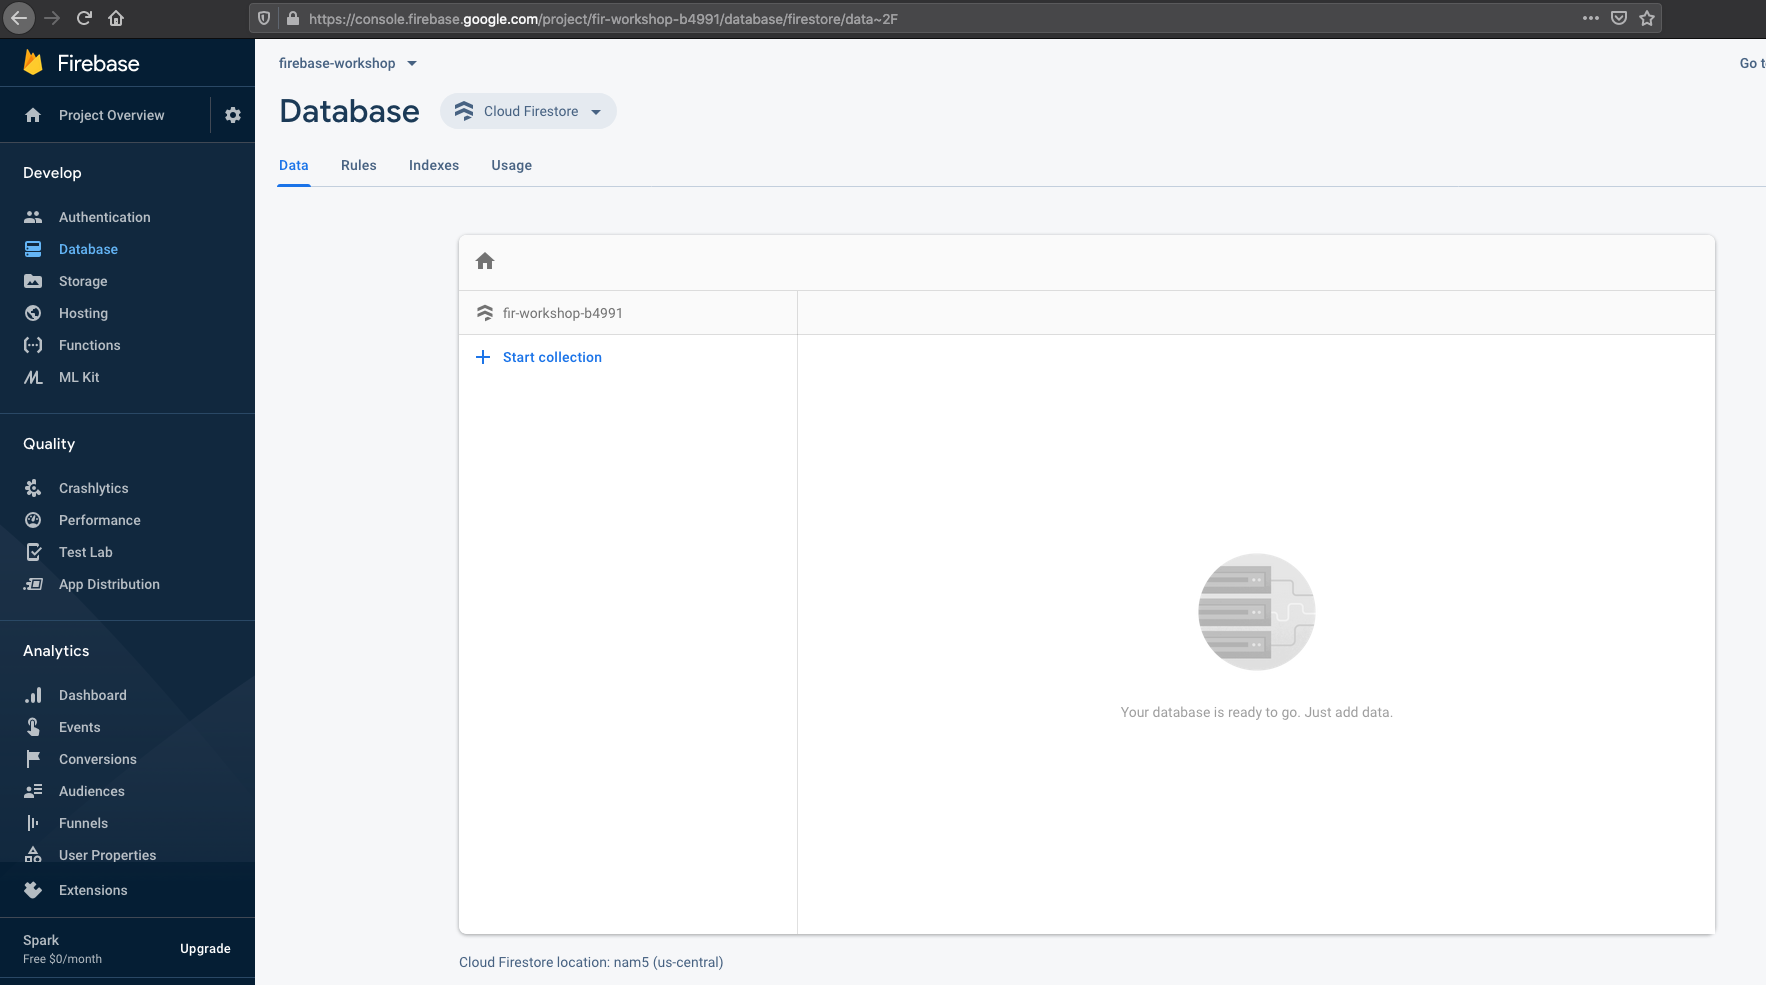 https://console.firebase.google.com/project/fir-workshop-b4991/database/firestore/data~2F
Firebase
firebase-workshop
Go
Project Overview
Database
Cloud Firestore
Data Rules Indexes Usage
Develop
Authentication
Database
Storage
Hosting
Functions
ML Kit
fir-workshop-b4991
Start collection
Your database is ready to go. Just add data.
Quality
Crashlytics
Performance
Test Lab
App Distribution
Analytics
Dashboard
Events
Conversions
Audiences
Funnels
User Properties
Extensions
Spark
Free $0/month
Upgrade
Cloud Firestore location: nam5 (us-central)